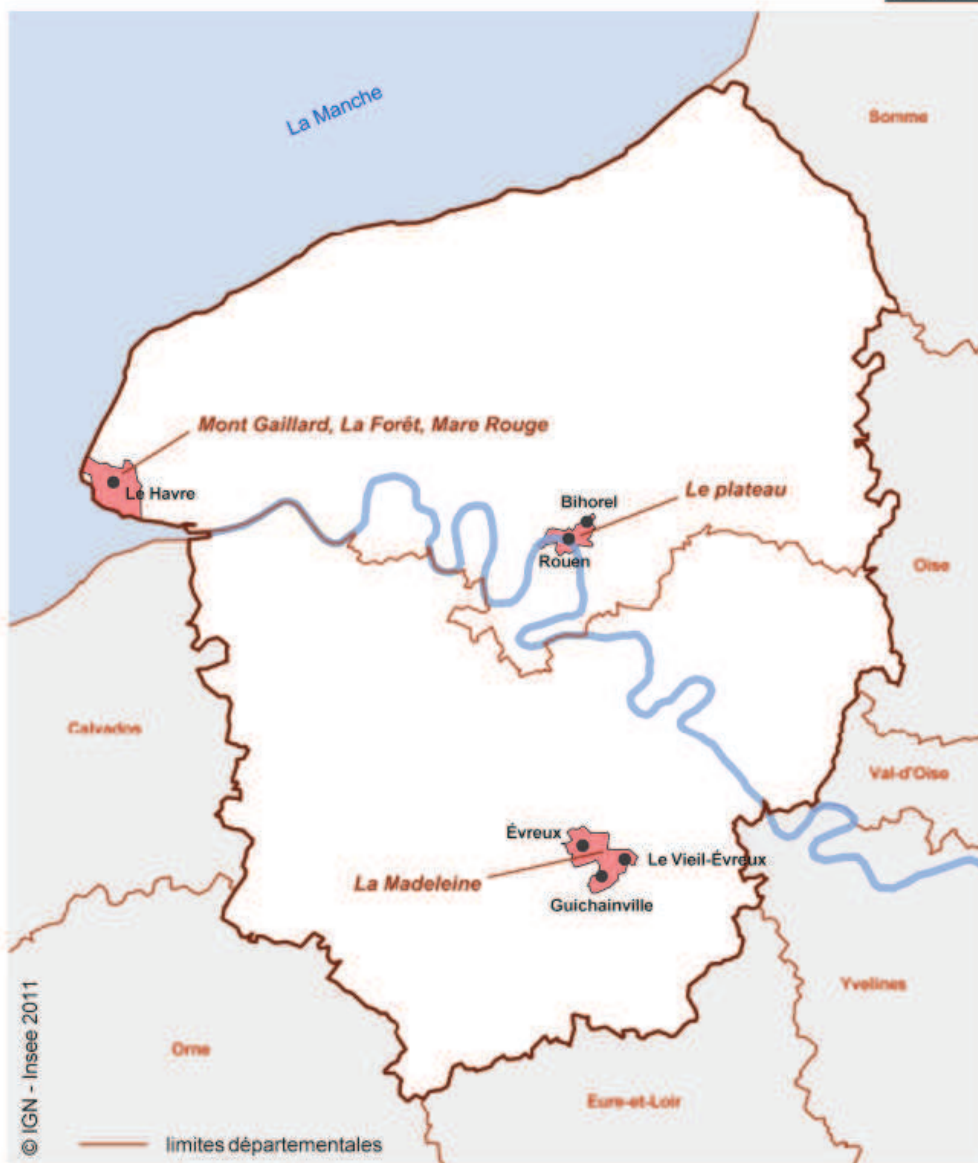 La Manche
Somme
Mont Gaillard, La Forêt, Mare Rouge
Le Havre
Bihorel
Le plateau
Rouen
Oise
Calvados
Val-d'Oise
Évreux
Le Vieil-Évreux
La Madeleine
Guichainville
Yvelines
Orne
Eure-et-Loir
© IGN - Insee 2011
limites départementales